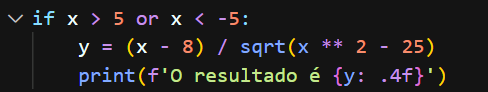 if x > 5 or x < -5:
    y = (x - 8) / sqrt(x ** 2 - 25)
    print(f'O resultado é {y: .4f}')